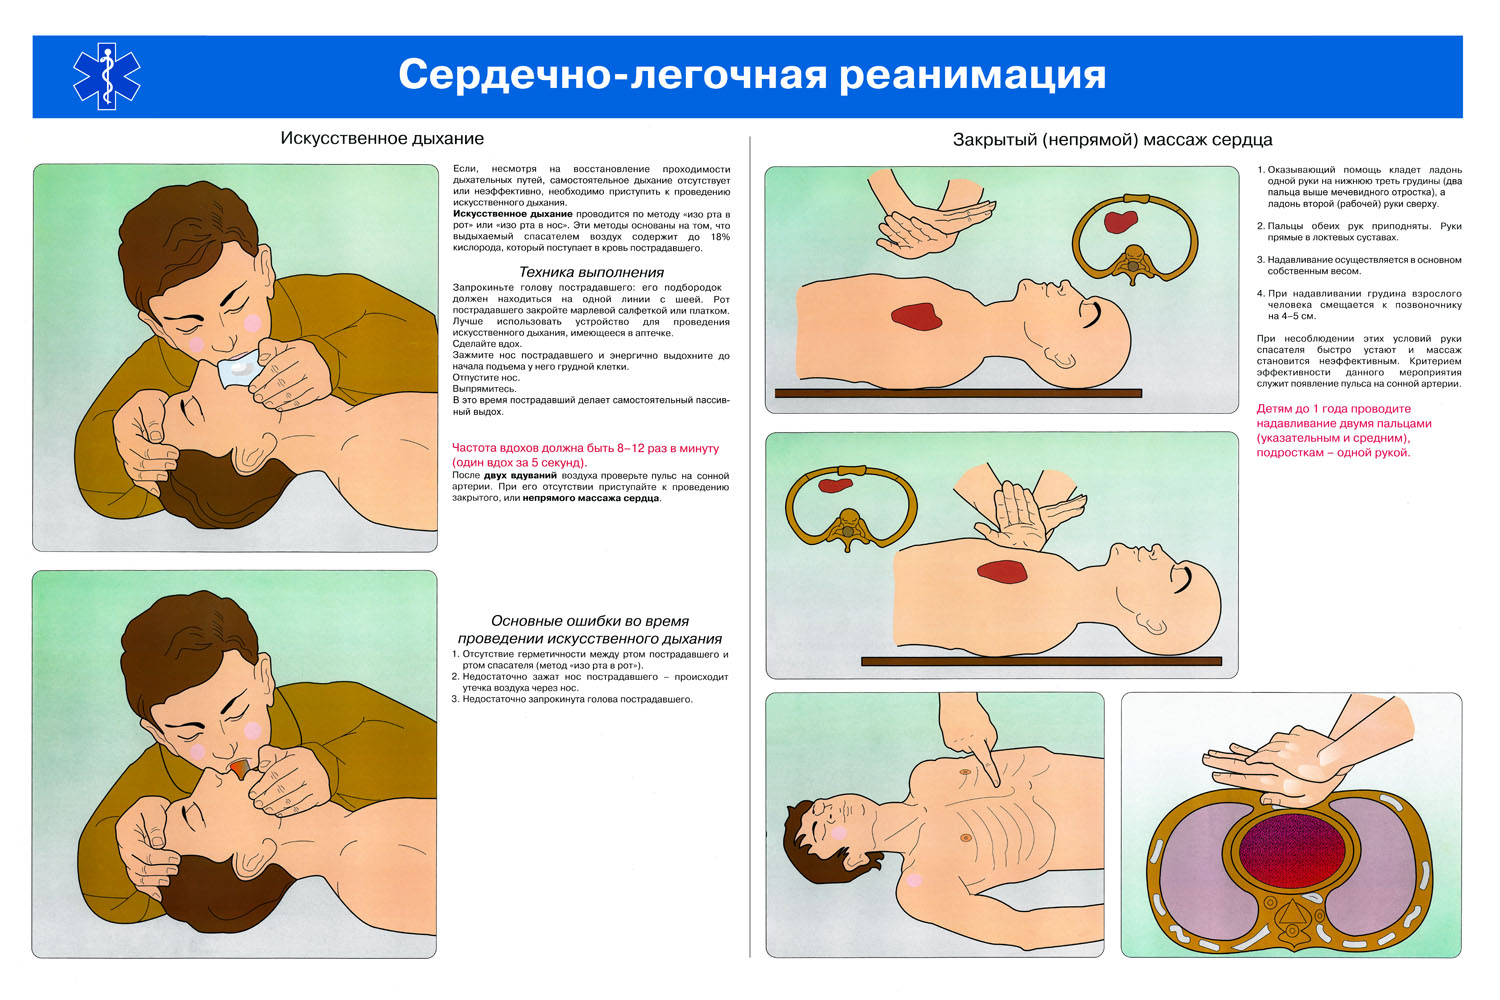 Сердечно-легочная реанимация
Искусственное дыхание
Если, несмотря на восстановление проходимости
дыхательных путей, самостоятельное дыхание отсутствует
или неэффективно, необходимо приступить к проведению
искусственного дыхания.
Искусственное дыхание проводится по методу «изо рта в
рот» или «изо рта в нос». Эти методы основаны на том, что
выдыхаемый спасателем воздух содержит до 18%
кислорода, который поступает в кровь пострадавшего.
Техника выполнения
Запрокиньте голову пострадавшего: его подбородок
должен находиться на одной линии с шеей. Рот
пострадавшего закройте марлевой салфеткой или платком.
Лучше использовать устройство для проведения
искусственного дыхания, имеющееся в аптечке.
Сделайте вдох.
Зажмите нос пострадавшего и энергично выдохните до
начала подъема у него грудной клетки.
Отпустите нос.
Выпрямитесь.
В это время пострадавший делает самостоятельный пассив-
ный выдох.
Частота вдохов должна быть 8–12 раз в минуту
(один вдох за 5 секунд).
После двух вдуваний воздуха проверьте пульс на сонной
артерии. При его отсутствии приступайте к проведению
закрытого, или непрямого массажа сердца.
Основные ошибки во время
проведении искусственного дыхания
1. Отсутствие герметичности между ртом пострадавшего и
ртом спасателя (метод «изо рта в рот»).
2. Недостаточно зажат нос пострадавшего – происходит
утечка воздуха через нос.
3. Недостаточно запрокинута голова пострадавшего.
Закрытый (непрямой) массаж сердца
1. Оказывающий помощь кладет ладонь
одной руки на нижнюю треть грудины (два
пальца выше мечевидного отростка), а
ладонь второй (рабочей) руки сверху.
2. Пальцы обеих рук приподняты. Руки
прямые в локтевых суставах.
3. Надавливание осуществляется в основном
собственным весом.
4. При надавливании грудина взрослого
человека смещается к позвоночнику
на 4–5 см.
При несоблюдении этих условий руки
спасателя быстро устают и массаж
становится неэффективным. Критерием
эффективности данного мероприятия
служит появление пульса на сонной артерии.
Детям до 1 года проводите
надавливание двумя пальцами
(указательным и средним),
подросткам – одной рукой.